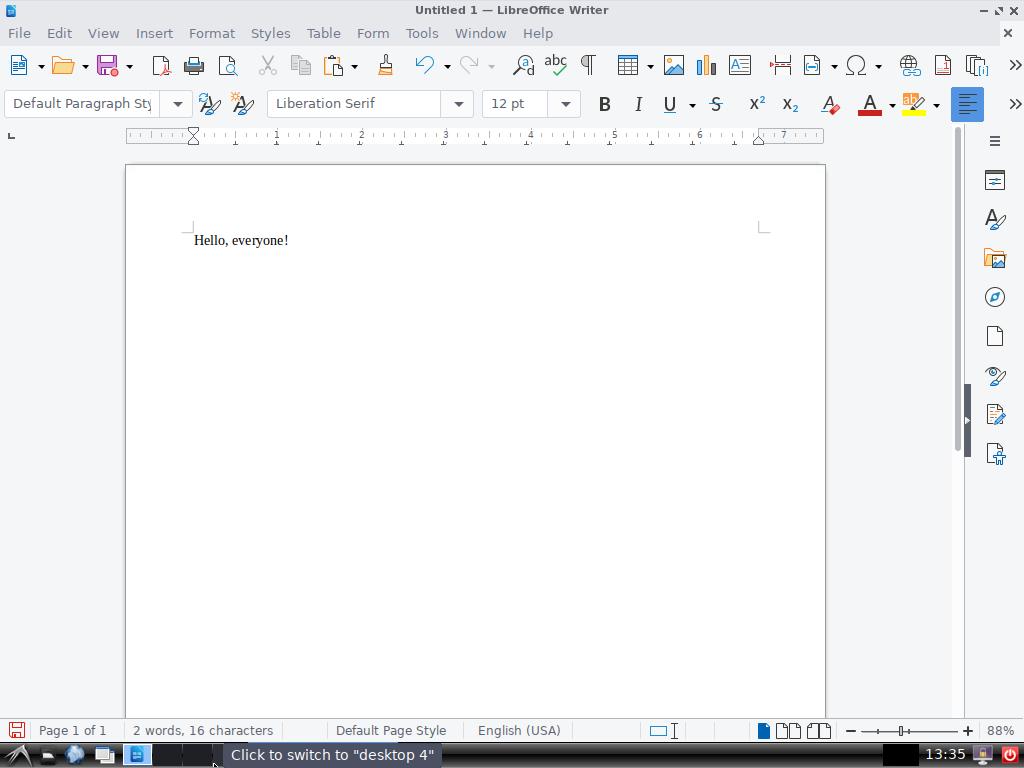 Untitled 1 — LibreOffice Writer
File Edit View Insert Format Styles Table Form Tools Window Help
Default Paragraph Sty Liberation Serif 12 pt
1 2 3 4 5 6 7
Hello, everyone!
Page 1 of 1 2 words, 16 characters Default Page Style English (USA) 88%
Click to switch to "desktop 4" 13:35